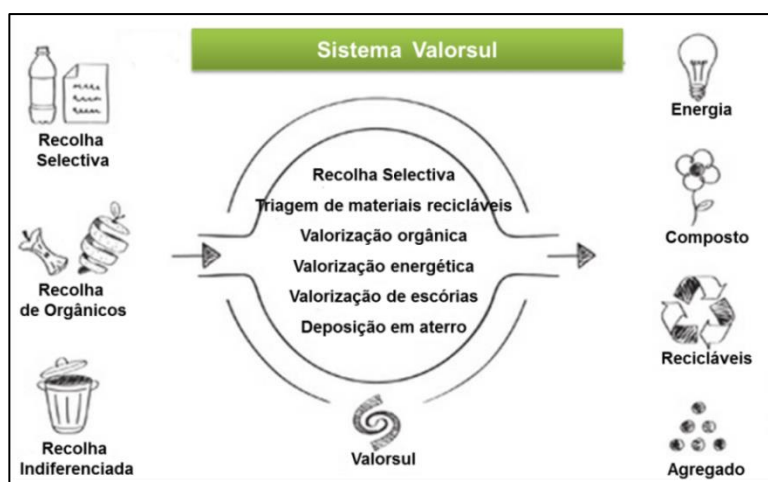 Sistema Valorsul
Recolha
Selectiva
Recolha
de Orgânicos
Recolha
Indiferenciada
Recolha Selectiva
Triagem de materiais recicláveis
Valorização orgânica
Valorização energética
Valorização de escórias
Deposição em aterro
Valorsul
Energia
Composto
Recicláveis
Agregado